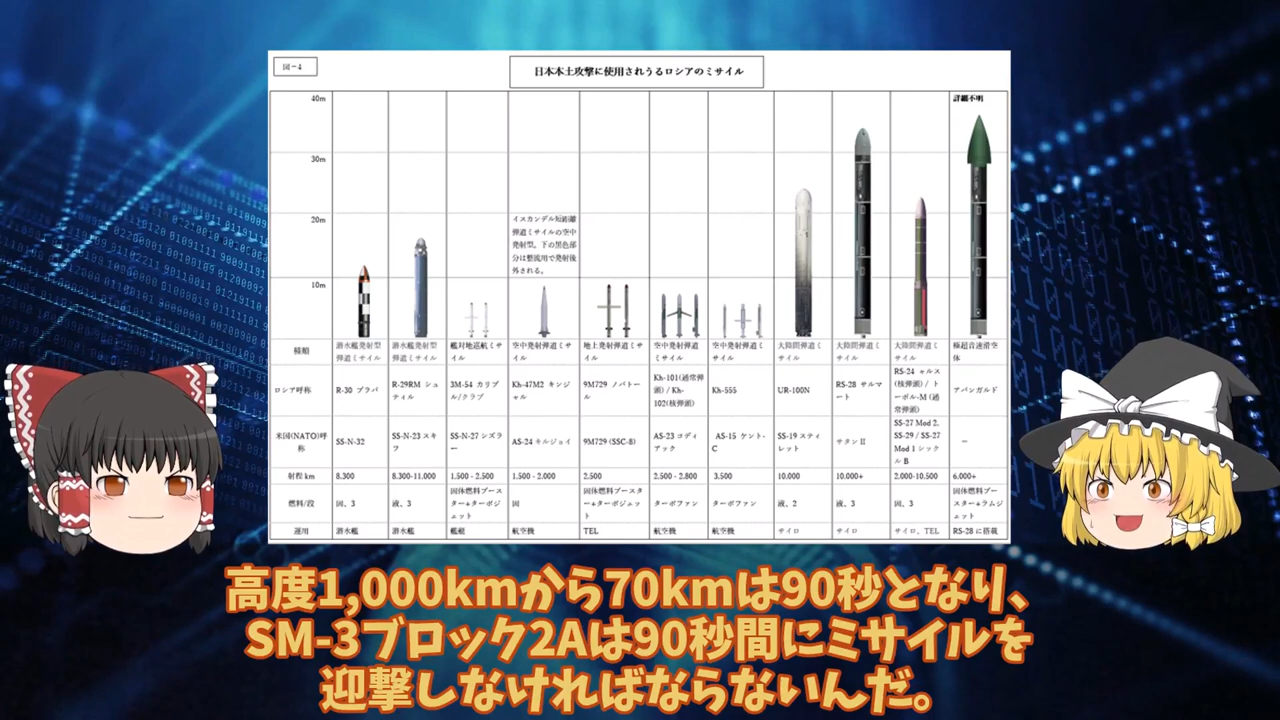 図-4
日本本土攻撃に使用されうるロシアのミサイル
40m
30m
20m
10m
詳細不明
イスカンデル短距離
弾道ミサイルの空中
発射型。下の黒色部
分は整流用で発射後
外される。
種類
潜水艦発射型
弾道ミサイル
潜水艦発射型
弾道ミサイル
艦対地巡航ミサ
イル
空中発射弾道ミサ
イル
地上発射弾道ミサ
イル
空中発射弾道
ミサイル
空中発射弾道ミ
サイル
大陸間弾道ミ
サイル
大陸間弾道ミ
サイル
大陸間弾道ミ
サイル
極超音速滑空
体
ロシア呼称
R-30 ブラバ
R-29RM シュ
ティル
3M-54 カリブ
ル/クラブ
Kh-47M2 キンジ
ャル
9M729 ノバトー
ル
Kh-101(通常弾
頭) / Kh-
102(核弾頭)
Kh-555
UR-100N
RS-28 サルマ
ート
RS-24 ヤルス
(核弾頭) / ト
ーポル-M (通
常弾頭)
アバンガルド
米国(NATO)呼
称
SS-N-32
SS-N-23 スキ
フ
SS-N-27 シズラ
ー
AS-24 キルジョイ
9M729 (SSC-8)
AS-23 コディ
アック
AS-15 ケント-
C
SS-19 スティ
レット
サタンⅡ
SS-27 Mod 2,
SS-29 / SS-27
Mod 1 シック
ル B
–
射程 km
8.300
8.300-11.000
1.500 - 2.500
1.500 - 2.000
2.500
2.500 - 2.800
3.500
10.000
10.000+
2.000-10.500
6.000+
燃料/段
固、3
液、3
固体燃料ブース
ター+ターボジ
ェット
固
固体燃料ブースタ
ー+ターボジェッ
ト
ターボファン
ターボファン
液、2
液、3
固、3
固体燃料ブー
スター+ラムジ
ェット
運用
潜水艦
潜水艦
艦艇
航空機
TEL
航空機
航空機
サイロ
サイロ
サイロ、TEL
RS-28 に搭載
高度1,000kmから70kmは90秒となり、
SM-3ブロック2Aは90秒間にミサイルを
迎撃しなければならないんだ。